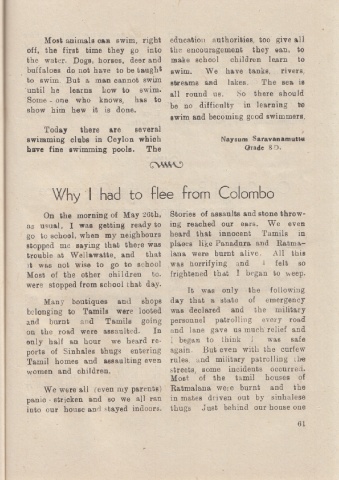 Most animals can swim, right
off, the first time they go into
the water. Dogs, horses, deer and
buffalons do not have to be taught
to swim. But a man cannot swim
until he learns how to swim.
Some-one who knows, has to
show him hew it is done.
Today there are several
swimming clubs in Ceylon which
have fine swimming pools. The
education authorities, too give all
the encouragement they can, to
make school children learn to
swim. We have tanks, rivers,
streams and lakes. The sea is
all round us. So there should
be no difficulty in learning to
swim and becoming good swimmers.
Nayzum Saravanamuttu
Grade 8 D.
Why I had to flee from Colombo
On the morning of May 26th,
as usual, I was getting ready to
go to school, when my neighbours
stopped me saying that there was
trouble at Wellawatte, and that
it was not wise to go to school
Most of the other children to.
were stopped from school that day.
Many boutiques and shops
belonging to Tamils were looted
and burnt and Tamils going
on the road were assaulted. In
only half an hour we heard re-
ports of Sinhales thugs entering
Tamil homes and assaulting even
women and children.
We were all (even my parents)
panic-stricken and so we all ran
into our house and stayed indoors.
Stories of assaults and stone throw-
ing reached our ears. We even
heard that innocent Tamils in
places like Panadura and Ratma-
lana were burnt alive. All this
was horrifying and I felt so
frightened that I began to weep.
It was only the following
day that a state of emergency
was declared and the military
personnel patrolling every road
and lane gave us much relief and
I began to think I was safe
again. But even with the curfew
rules and military patrolling the
streets, some incidents occurred.
Most of the tamil houses of
Ratmalana were burnt and the
in mates driven out by sinhalese
thugs Just behind our house one
61